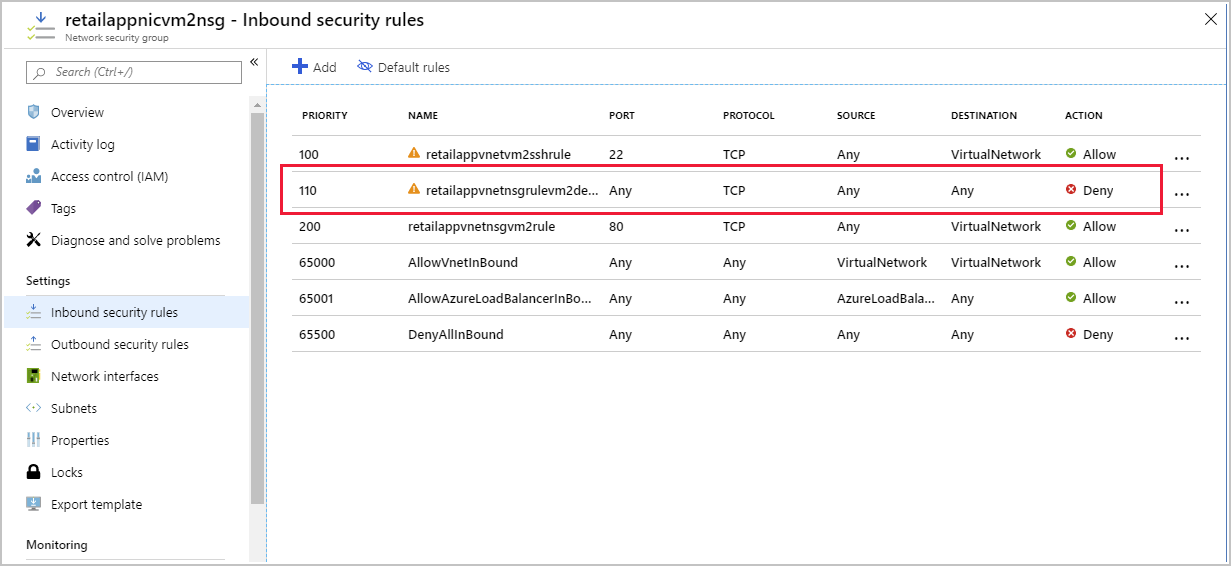 retailappnicvm2nsg - Inbound security rules
Network security group
Search (Ctrl+/)
«
Add Default rules
Overview
Activity log
Access control (IAM)
Tags
Diagnose and solve problems
Settings
Inbound security rules
Outbound security rules
Network interfaces
Subnets
Properties
Locks
Export template
Monitoring
PRIORITY NAME PORT PROTOCOL SOURCE DESTINATION ACTION
100 retailappvnetvm2sshrule 22 TCP Any VirtualNetwork Allow ...
110 retailappvnetnsgrulevm2de... Any TCP Any Any Deny ...
200 retailappvnetnsgvm2rule 80 TCP Any VirtualNetwork Allow ...
65000 AllowVnetInBound Any Any VirtualNetwork VirtualNetwork Allow ...
65001 AllowAzureLoadBalancerInBo... Any Any AzureLoadBala... Any Allow ...
65500 DenyAllInBound Any Any Any Any Deny ...